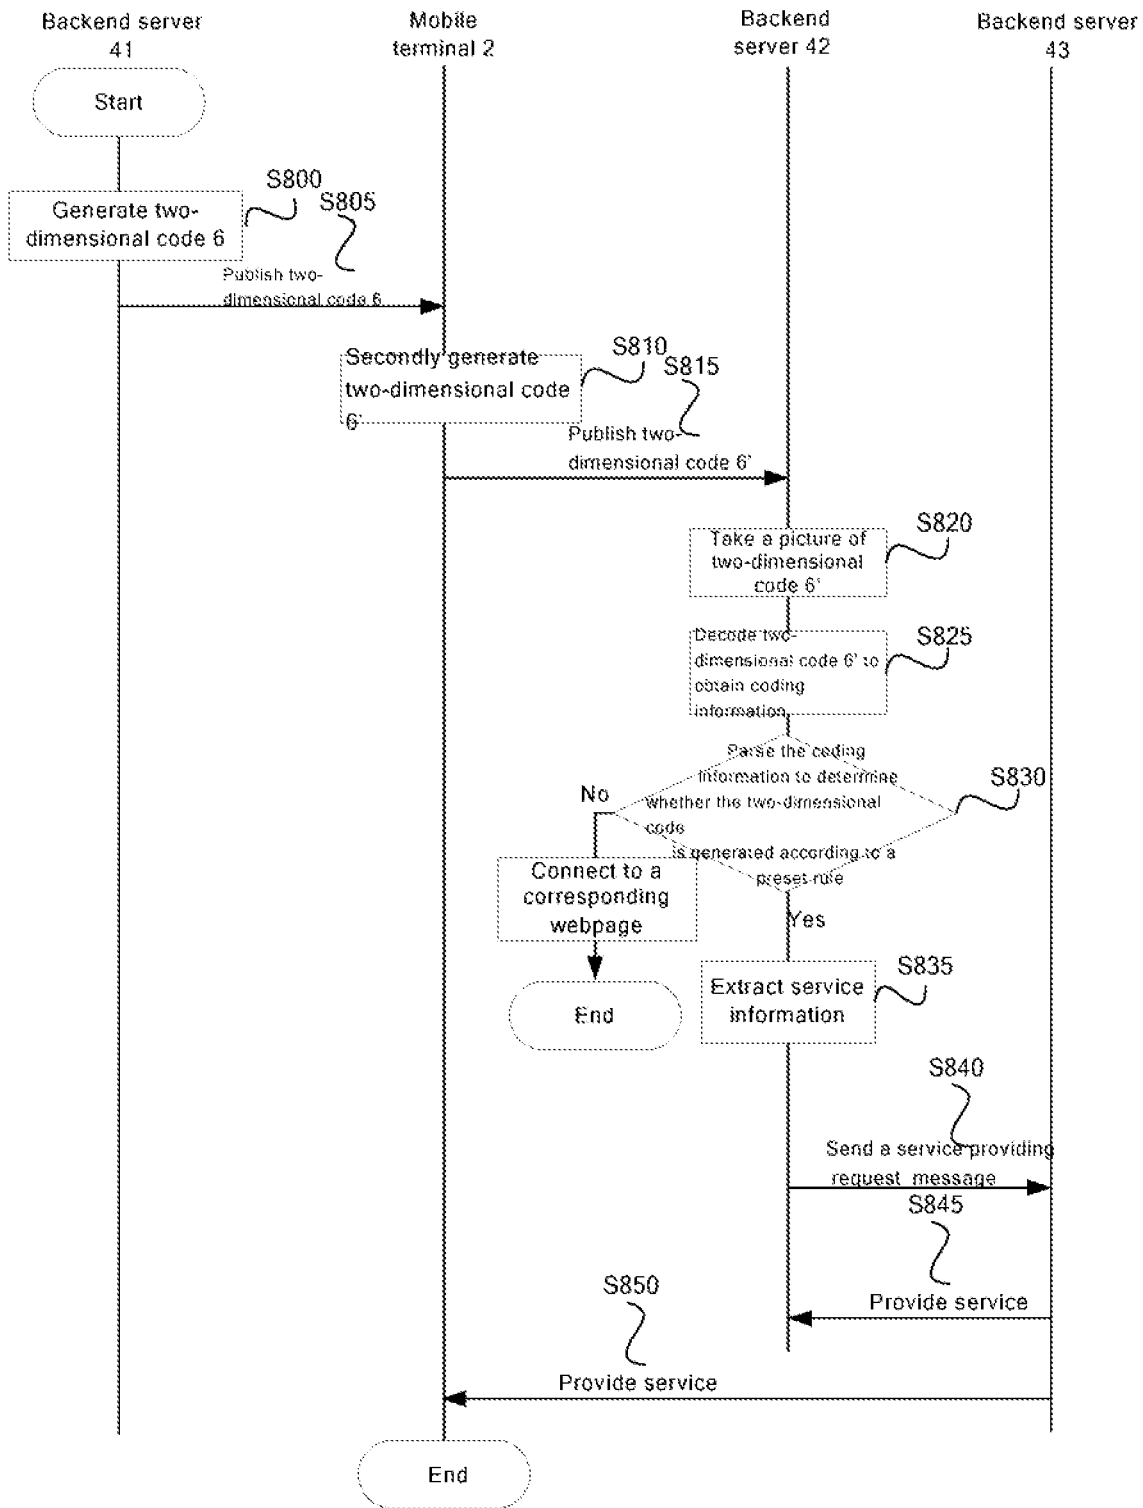 Backend server
41
Mobile
terminal 2
Backend
server 42
Backend server
43
Start
S800
Generate two-
dimensional code 6
S805
Publish two-
dimensional code 6
S810
Secondly generate
two-dimensional code
6'
S815
Publish two-
dimensional code 6'
S820
Take a picture of
two-dimensional
code 6'
S825
Decode two-
dimensional code 6' to
obtain coding
information
S830
Parse the coding
information to determine
whether the two-dimensional
code
is generated according to a
preset rule
No
Connect to a
corresponding
webpage
End
Yes
S835
Extract service
information
S840
Send a service providing
request message
S845
Provide service
S850
Provide service
End